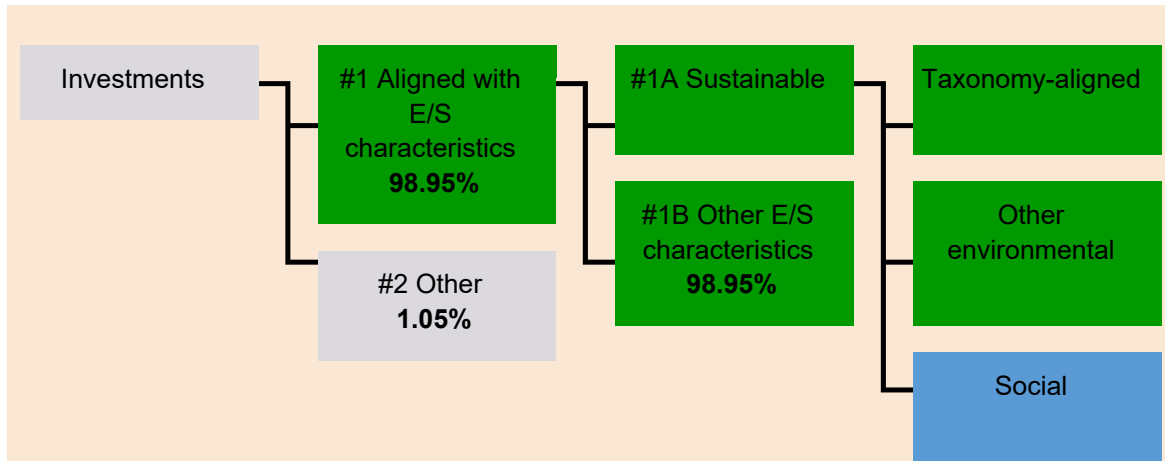 Investments
#1 Aligned with
E/S
characteristics
98.95%
#2 Other
1.05%
#1A Sustainable
#1B Other E/S
characteristics
98.95%
Taxonomy-aligned
Other
environmental
Social